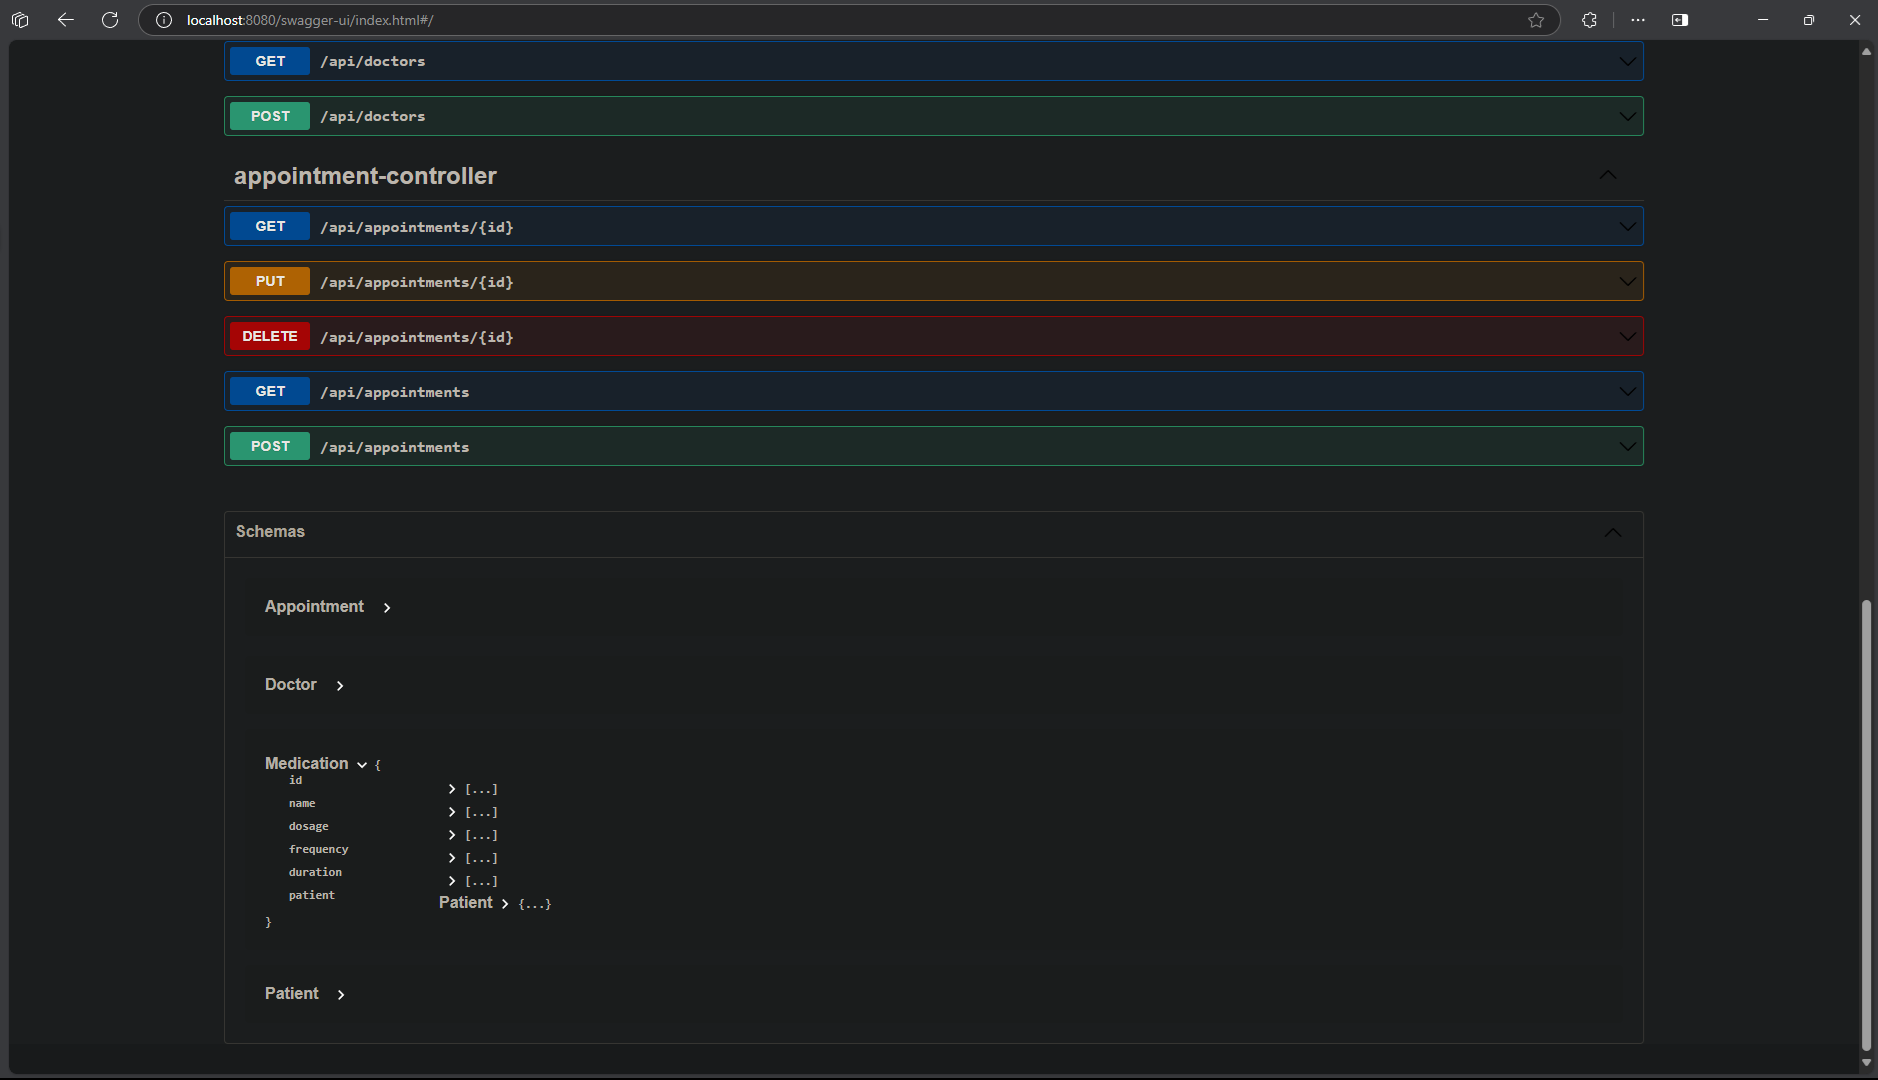 localhost:8080/swagger-ui/index.html#/
GET /api/doctors
POST /api/doctors
appointment-controller
GET /api/appointments/{id}
PUT /api/appointments/{id}
DELETE /api/appointments/{id}
GET /api/appointments
POST /api/appointments
Schemas
Appointment
Doctor
Medication {
id [...]
name [...]
dosage [...]
frequency [...]
duration [...]
patient Patient {...}
}
Patient